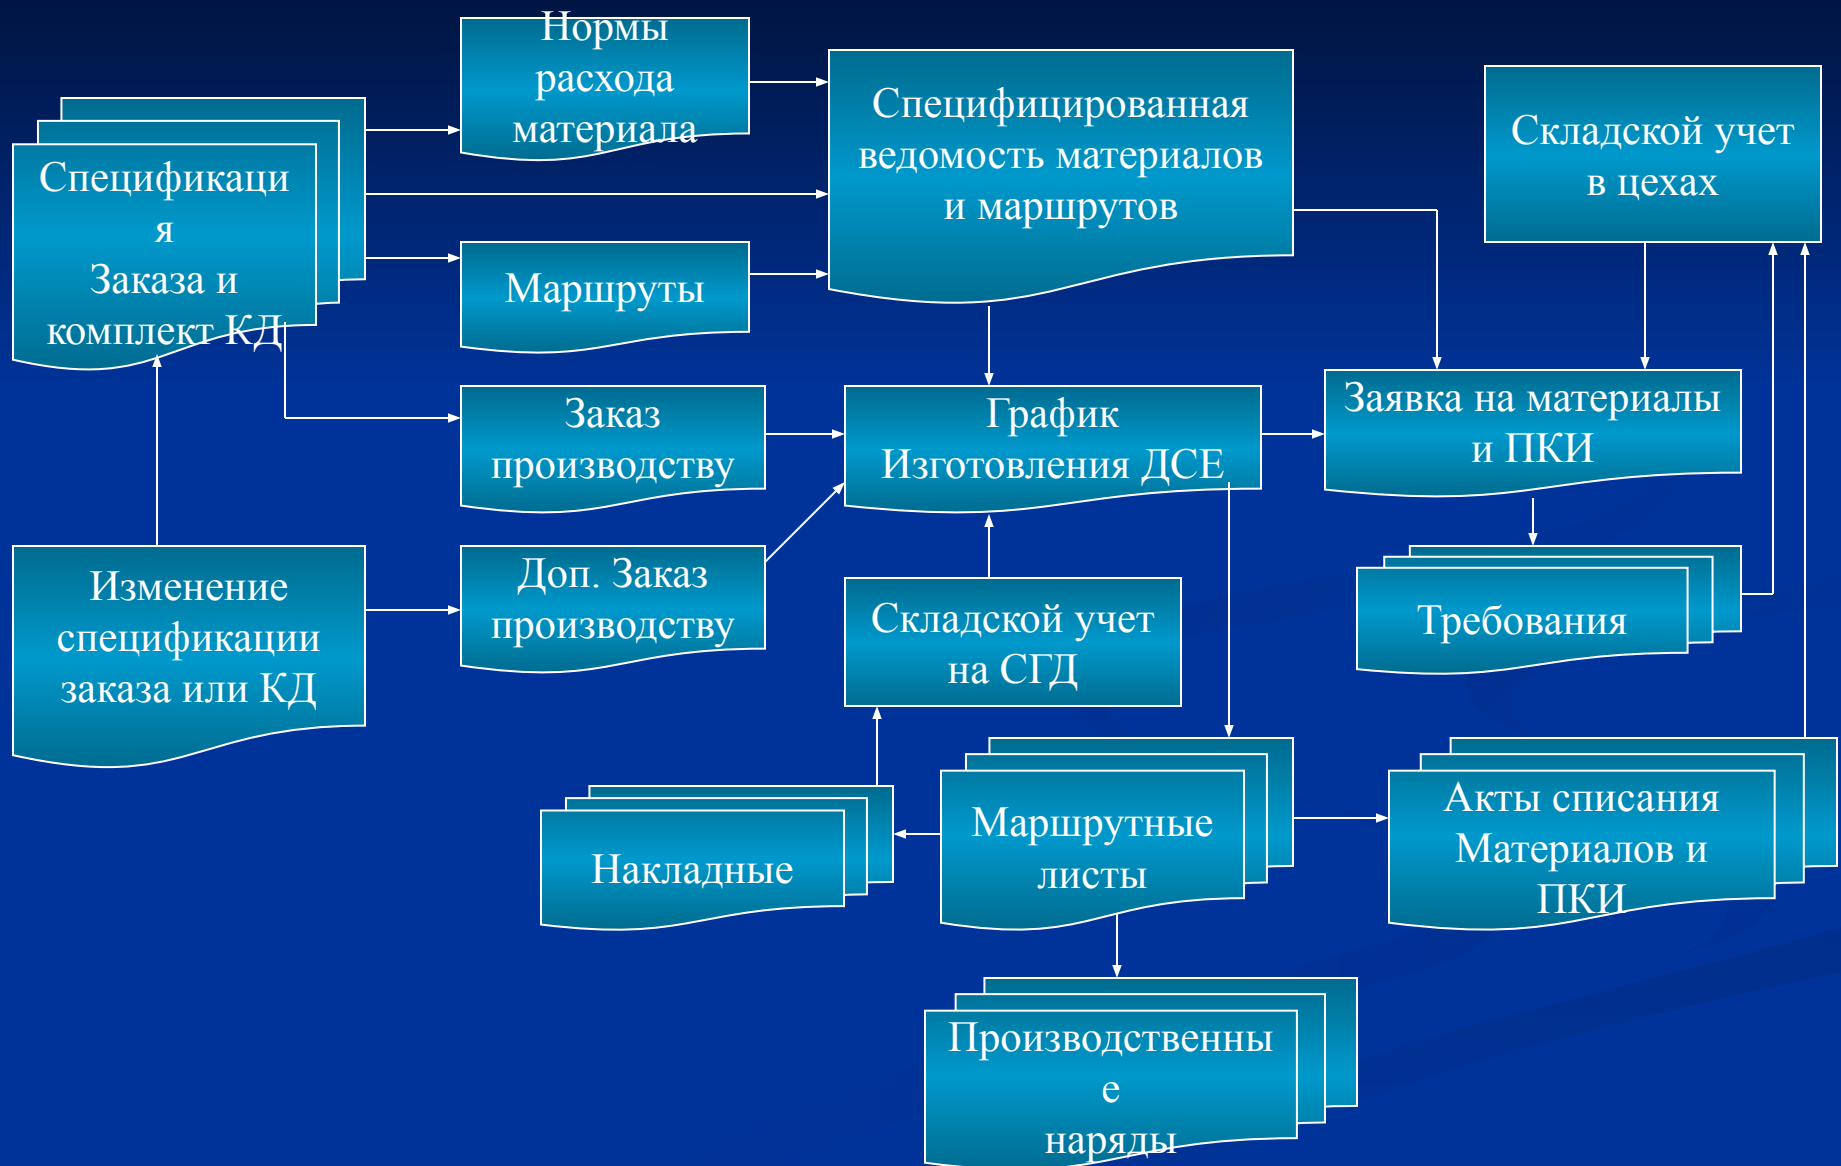 Нормы
расхода
материала
Спецификаци
я
Заказа и
комплект КД
Специфицированная
ведомость материалов
и маршрутов
Складской учет
в цехах
Маршруты
Заказ
производству
График
Изготовления ДСЕ
Заявка на материалы
и ПКИ
Изменение
спецификации
заказа или КД
Доп. Заказ
производству
Складской учет
на СГД
Требования
Накладные
Маршрутные
листы
Акты списания
Материалов и
ПКИ
Производственны
е
наряды